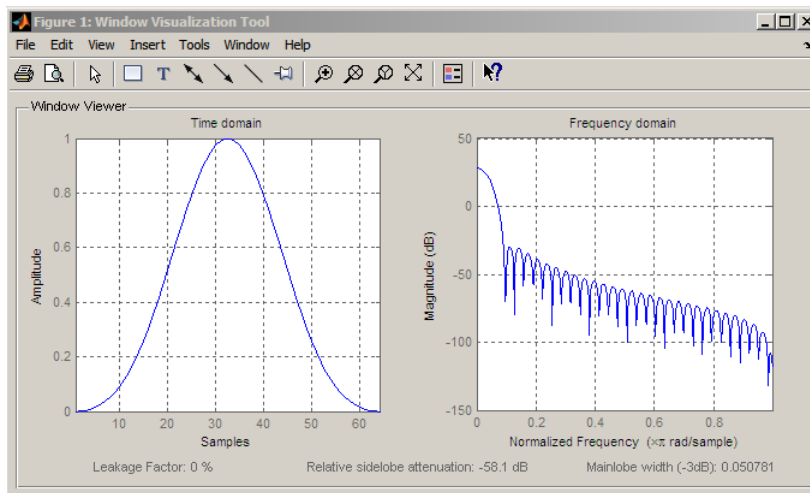 Figure 1: Window Visualization Tool
File Edit View Insert Tools Window Help
T
Window Viewer
Time domain
1
0.8
0.6
0.4
0.2
0
Amplitude
10 20 30 40 50 60
Samples
Frequency domain
50
0
-50
-100
-150
Magnitude (dB)
0 0.2 0.4 0.6 0.8
Normalized Frequency (×π rad/sample)
Leakage Factor: 0 % Relative sidelobe attenuation: -58.1 dB Mainlobe width (-3dB): 0.050781